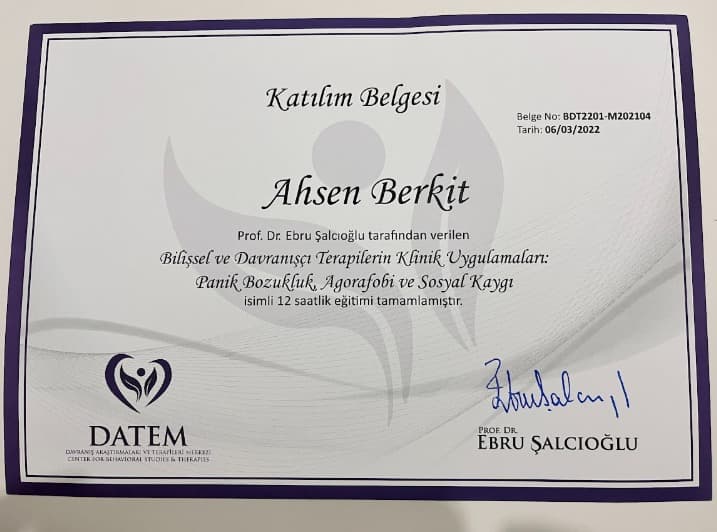 Katılım Belgesi
Belge No: BDT2201-M202104
Tarih: 06/03/2022
Ahsen Berkit
Prof. Dr. Ebru Şalcıoğlu tarafından verilen
Bilişsel ve Davranışçı Terapilerin Klinik Uygulamaları:
Panik Bozukluk, Agorafobi ve Sosyal Kaygı
isimli 12 saatlik eğitimi tamamlamıştır.
DATEM
DAVRANIŞ ARAŞTIRMALARI VE TERAPİLERİ MERKEZİ
CENTER FOR BEHAVIORAL STUDIES & THERAPIES
Ebru Şalcıoğlu
PROF. DR.
EBRU ŞALCIOĞLU